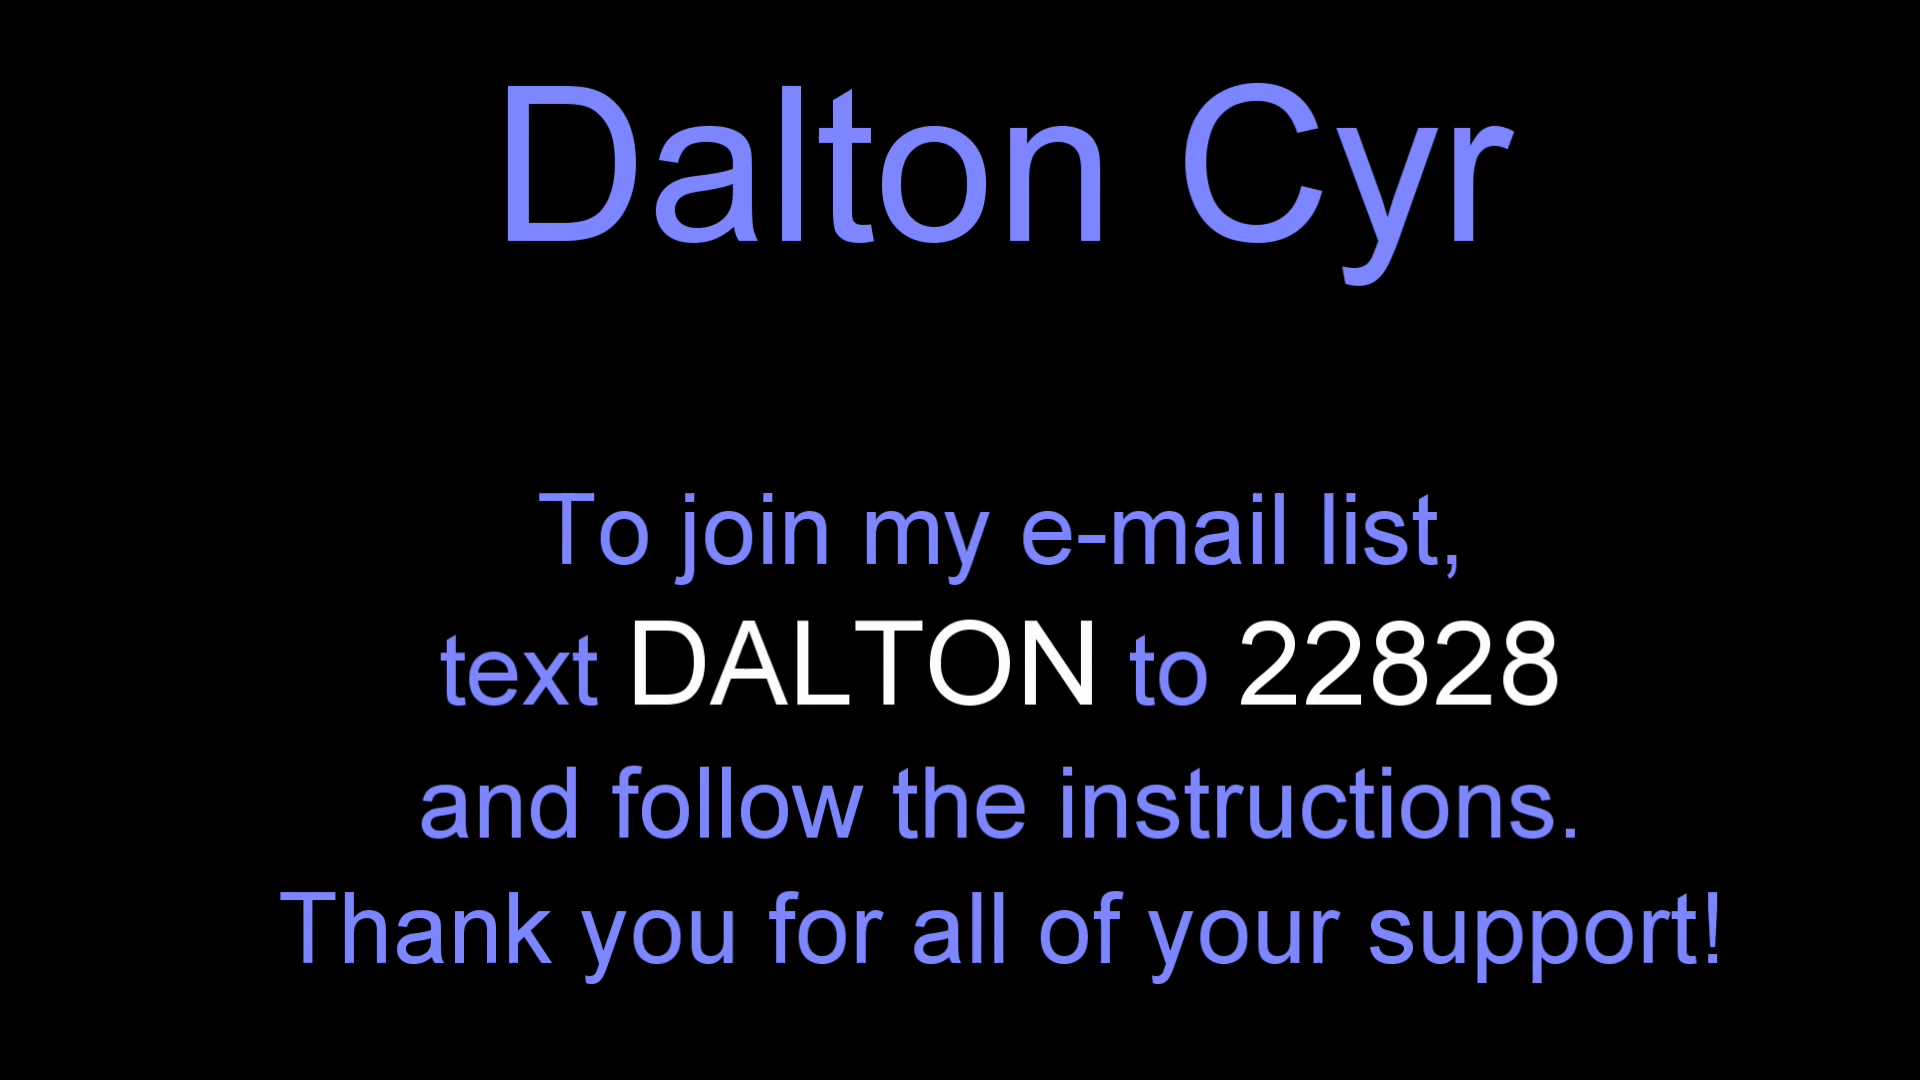 Dalton Cyr
To join my e-mail list,
text DALTON to 22828
and follow the instructions.
Thank you for all of your support!